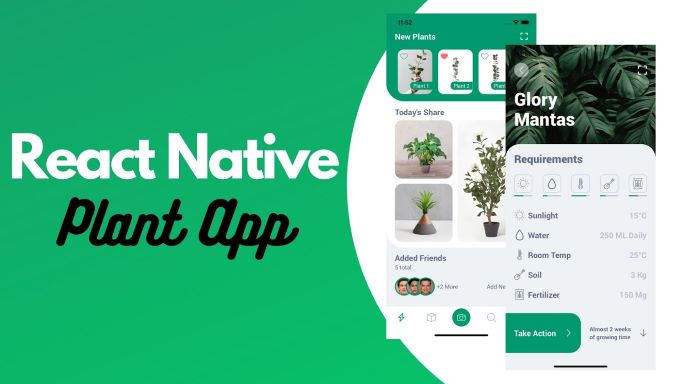 React Native
Plant App
11:52
New Plants
Plant 1
Plant 2
Plant
Today's Share
Added Friends
5 total
+2 More
Add Ne
Glory
Mantas
Requirements
Sunlight 15°C
Water 250 ML Daily
Room Temp 25°C
Soil 3 Kg
Fertilizer 150 Mg
Take Action
Almost 2 weeks
of growing time